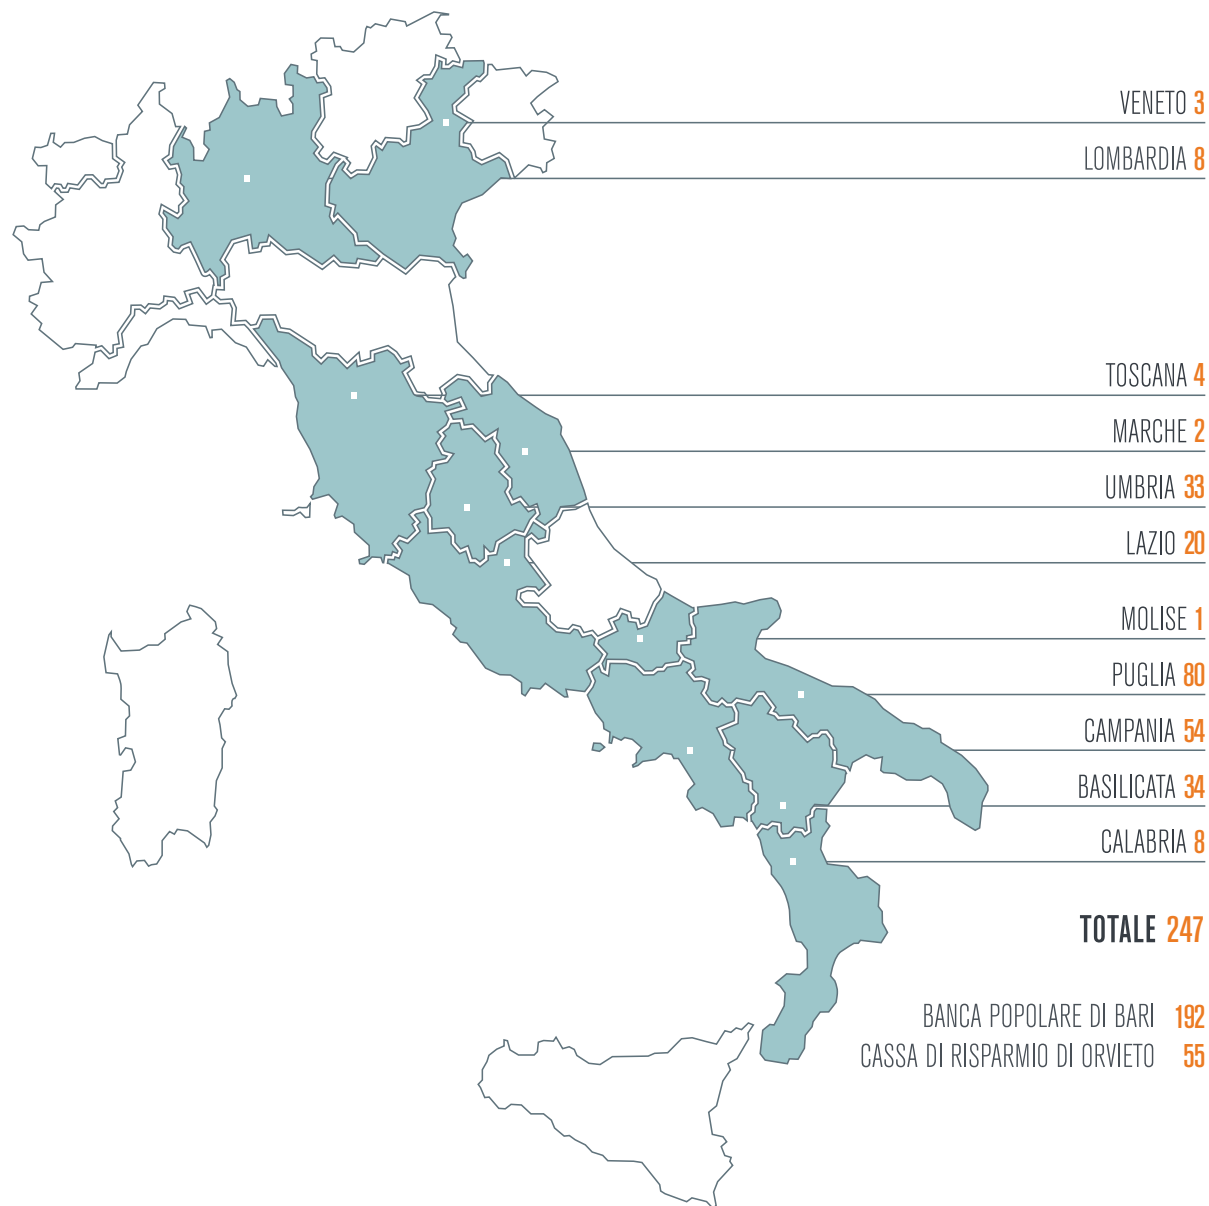 VENETO 3
LOMBARDIA 8
TOSCANA 4
MARCHE 2
UMBRIA 33
LAZIO 20
MOLISE 1
PUGLIA 80
CAMPANIA 54
BASILICATA 34
CALABRIA 8
TOTALE 247
BANCA POPOLARE DI BARI 192
CASSA DI RISPARMIO DI ORVIETO 55